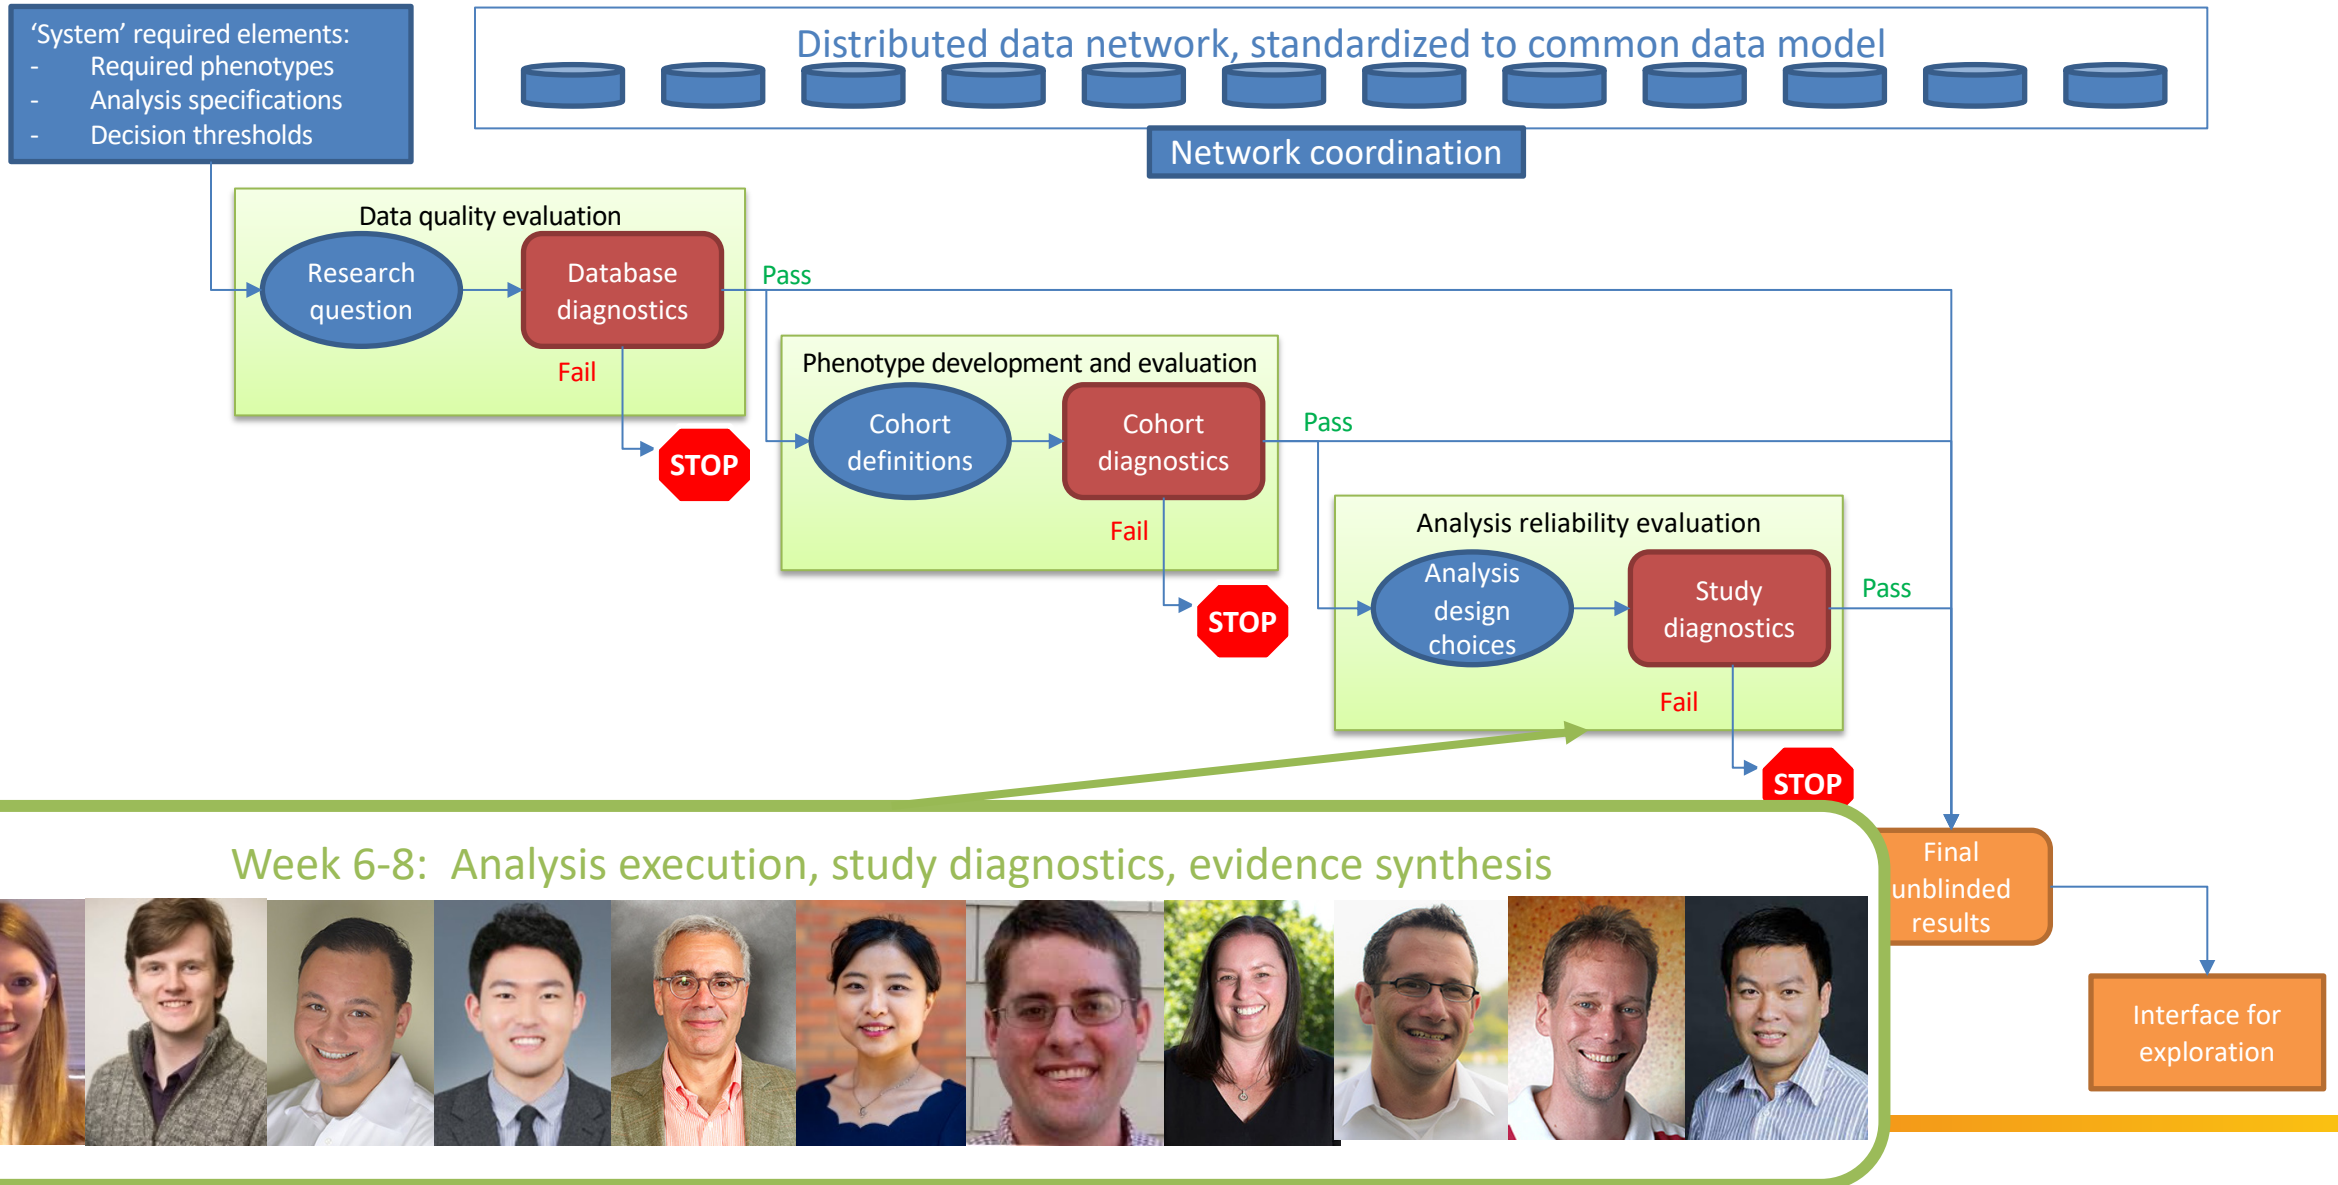 ‘System’ required elements:
- Required phenotypes
- Analysis specifications
- Decision thresholds
Distributed data network, standardized to common data model
Network coordination
Data quality evaluation
Research
question
Database
diagnostics
Pass
Fail
STOP
Phenotype development and evaluation
Cohort
definitions
Cohort
diagnostics
Pass
Fail
STOP
Analysis reliability evaluation
Analysis
design
choices
Study
diagnostics
Pass
Fail
STOP
Week 6-8: Analysis execution, study diagnostics, evidence synthesis
Final
unblinded
results
Interface for
exploration